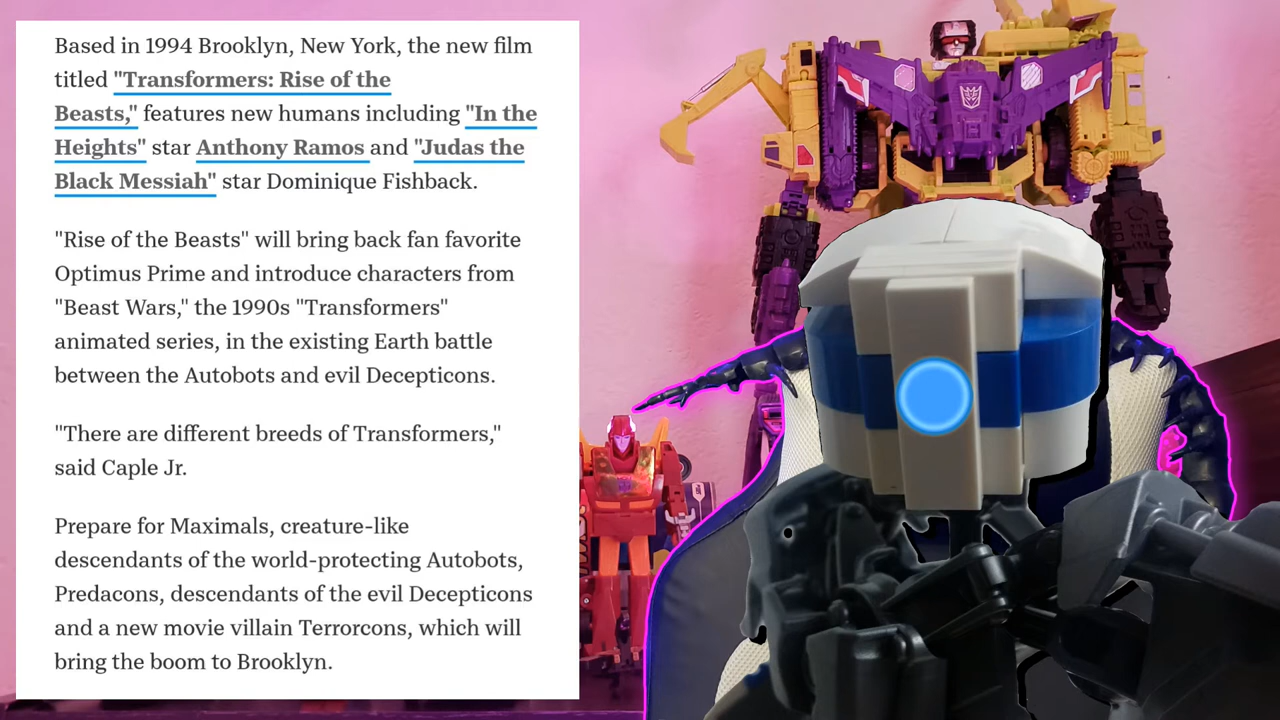 Based in 1994 Brooklyn, New York, the new film
titled "Transformers: Rise of the
Beasts," features new humans including "In the
Heights" star Anthony Ramos and "Judas the
Black Messiah" star Dominique Fishback.
"Rise of the Beasts" will bring back fan favorite
Optimus Prime and introduce characters from
"Beast Wars," the 1990s "Transformers"
animated series, in the existing Earth battle
between the Autobots and evil Decepticons.
"There are different breeds of Transformers,"
said Caple Jr.
Prepare for Maximals, creature-like
descendants of the world-protecting Autobots,
Predacons, descendants of the evil Decepticons
and a new movie villain Terrorcons, which will
bring the boom to Brooklyn.